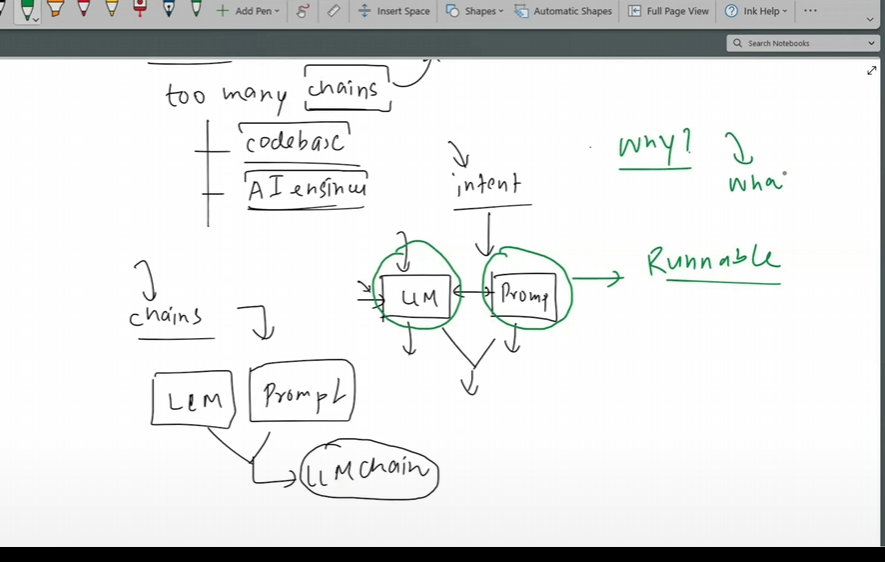 Add Pen
Insert Space
Shapes
Automatic Shapes
Full Page View
Ink Help
Search Notebooks
too many chains
codebase
AI engineer
intent
Why?
wha
LLM
Promp
Runnable
chains
LLM
Prompt
LLMChain